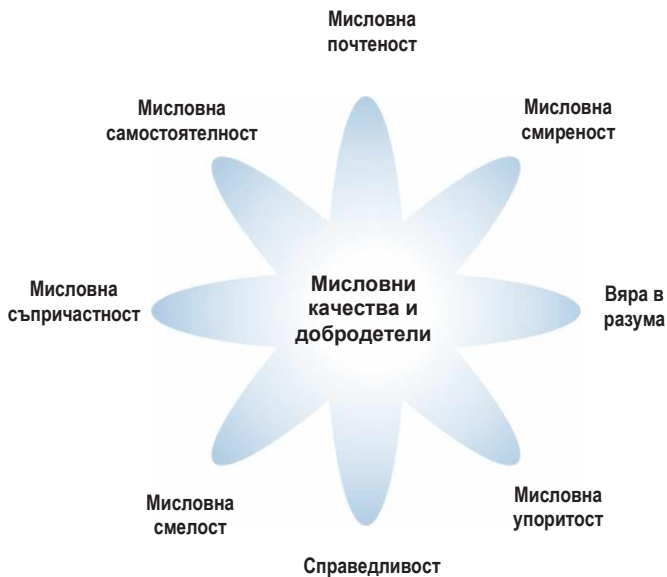 Мисловна
почтеност
Мисловна
самостоятелност
Мисловна
смиреност
Мисловна
съпричастност
Мисловни
качества и
добродетели
Вяра в
разума
Мисловна
смелост
Мисловна
упоритост
Справедливост